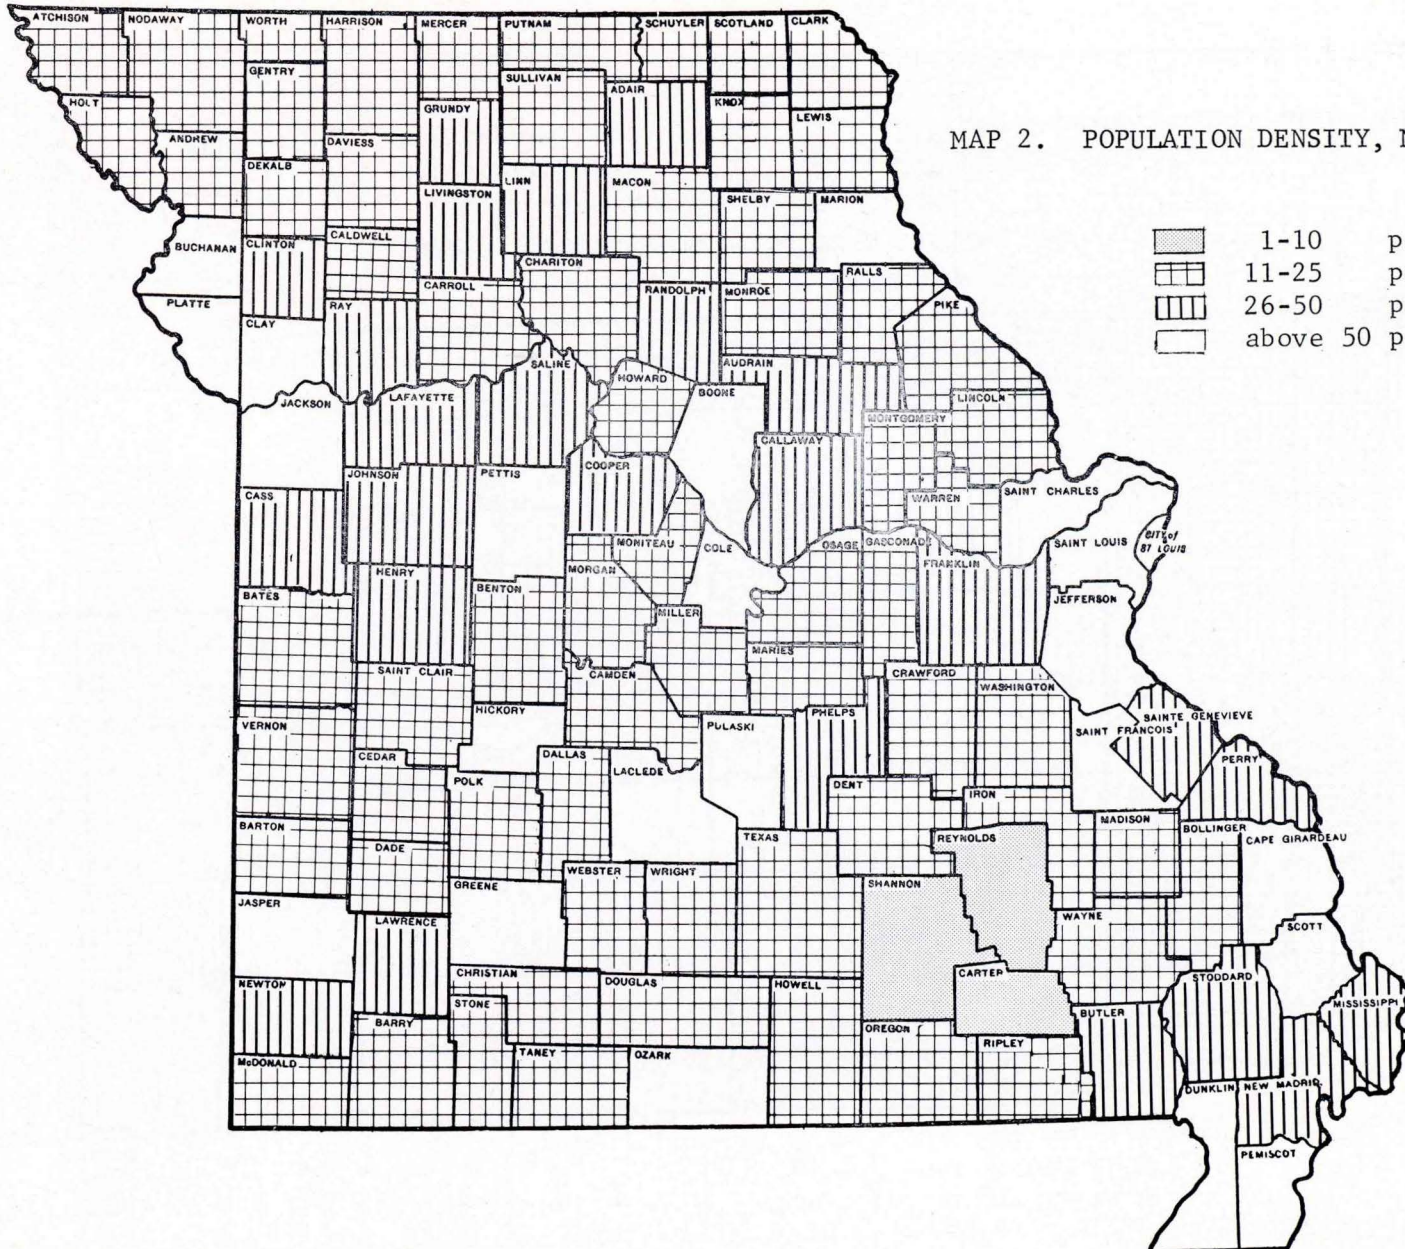 ATCHISON NODAWAY WORTH HARRISON MERCER PUTNAM SCHUYLER SCOTLAND CLARK
GENTRY SULLIVAN ADAIR
HOLT GRUNDY KNOX LEWIS
ANDREW DAVIESS
MAP 2. POPULATION DENSITY,
DEKALB
LIVINGSTON LINN MACON SHELBY MARION
BUCHANAN CLINTON CALDWELL
1-10 p
CHARITON
11-25 p
PLATTE RAY CARROLL RANDOLPH MONROE RALLS
26-50 p
PIKE
CLAY
above 50 p
SALINE AUDRAIN
HOWARD BOONE
JACKSON LAFAYETTE LINCOLN
MONTGOMERY
CALLAWAY
JOHNSON PETTIS COOPER
CASS WARREN SAINT CHARLES
MONITEAU COLE OSAGE GASCONAD SAINT LOUIS CITY of
ST LOUIS
HENRY MORGAN FRANKLIN
BATES BENTON JEFFERSON
MILLER
MARIES
SAINT CLAIR CAMDEN CRAWFORD WASHINGTON
HICKORY PHELPS SAINTE GENEVIEVE
VERNON PULASKI SAINT FRANCOIS
CEDAR DALLAS PERRY
POLK LACLEDE DENT
IRON
BARTON TEXAS REYNOLDS MADISON BOLLINGER CAPE GIRARDEAU
DADE
GREENE WEBSTER WRIGHT SHANNON
JASPER
LAWRENCE WAYNE SCOTT
NEWTON CHRISTIAN DOUGLAS HOWELL CARTER STODDARD
STONE MISSISSIPPI
BARRY OREGON BUTLER
McDONALD TANEY OZARK RIPLEY
DUNKLIN NEW MADRID
PEMISCOT